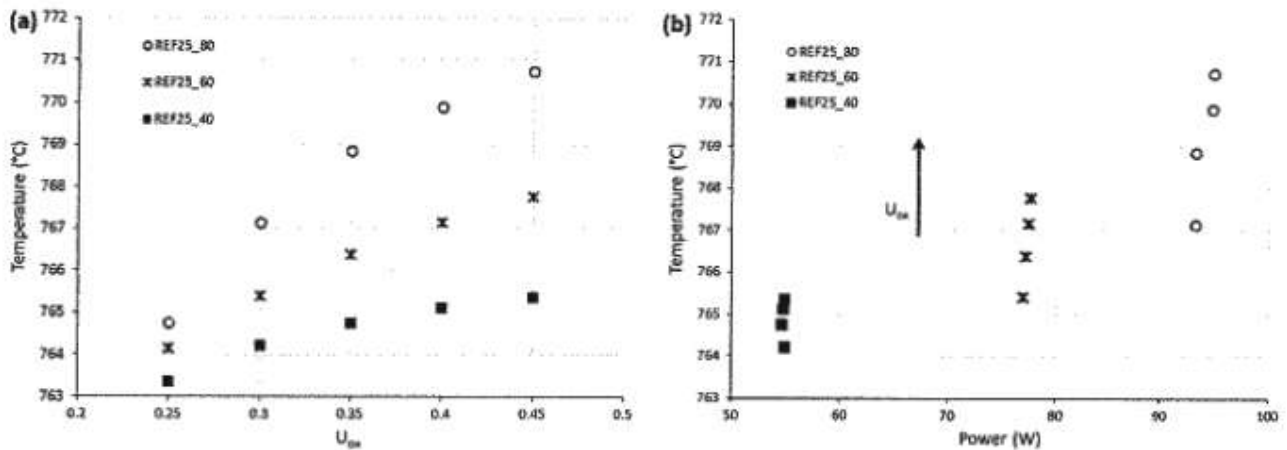 (a)
772
771
770
769
768
767
766
765
764
763
Temperature (°C)
○ REF25_80
REF25_60
■ REF25_40
0.2 0.25 0.3 0.35 0.4 0.45 0.5
Uox
(b)
772
771
770
769
768
767
766
765
764
763
Temperature (°C)
○ REF25_80
REF25_60
■ REF25_40
Uox
50 60 70 80 90 100
Power (W)